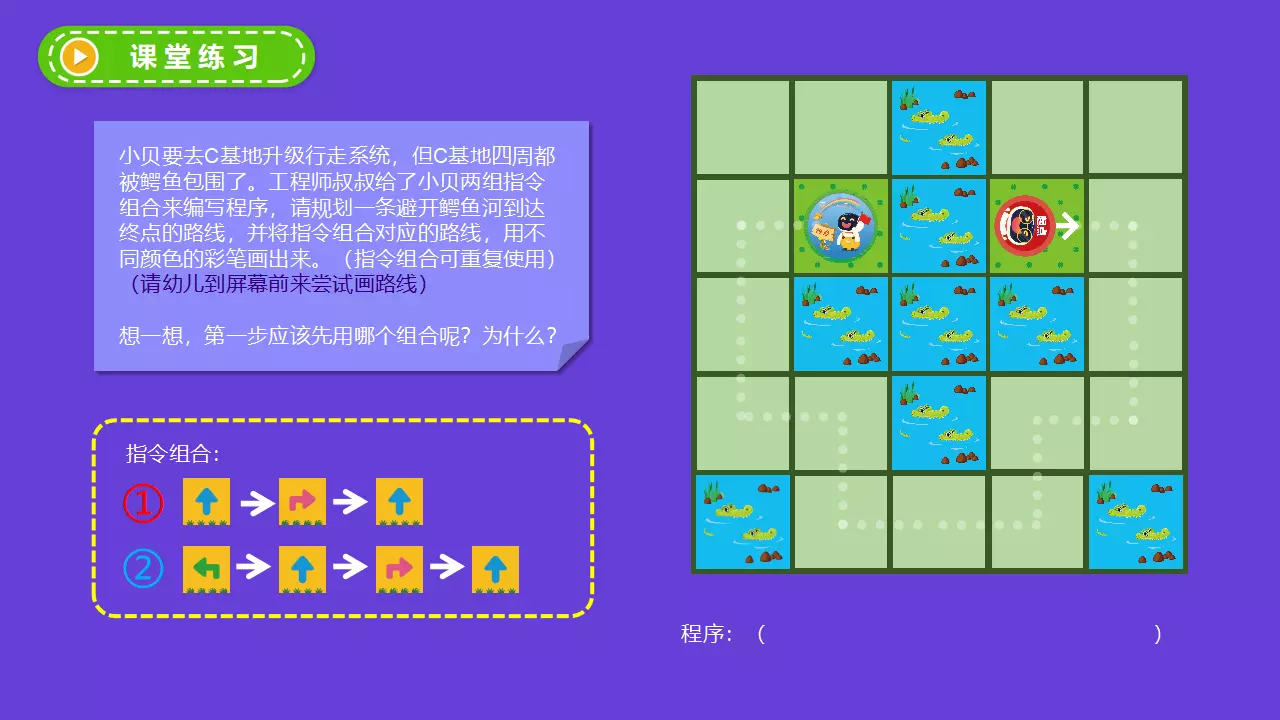 课堂练习
小贝要去C基地升级行走系统，但C基地四周都
被鳄鱼包围了。工程师叔叔给了小贝两组指令
组合来编写程序，请规划一条避开鳄鱼河到达
终点的路线，并将指令组合对应的路线，用不
同颜色的彩笔画出来。（指令组合可重复使用）
（请幼儿到屏幕前来尝试画路线）
想一想，第一步应该先用哪个组合呢？为什么？
指令组合：
①
②
起点
程序：（ ）